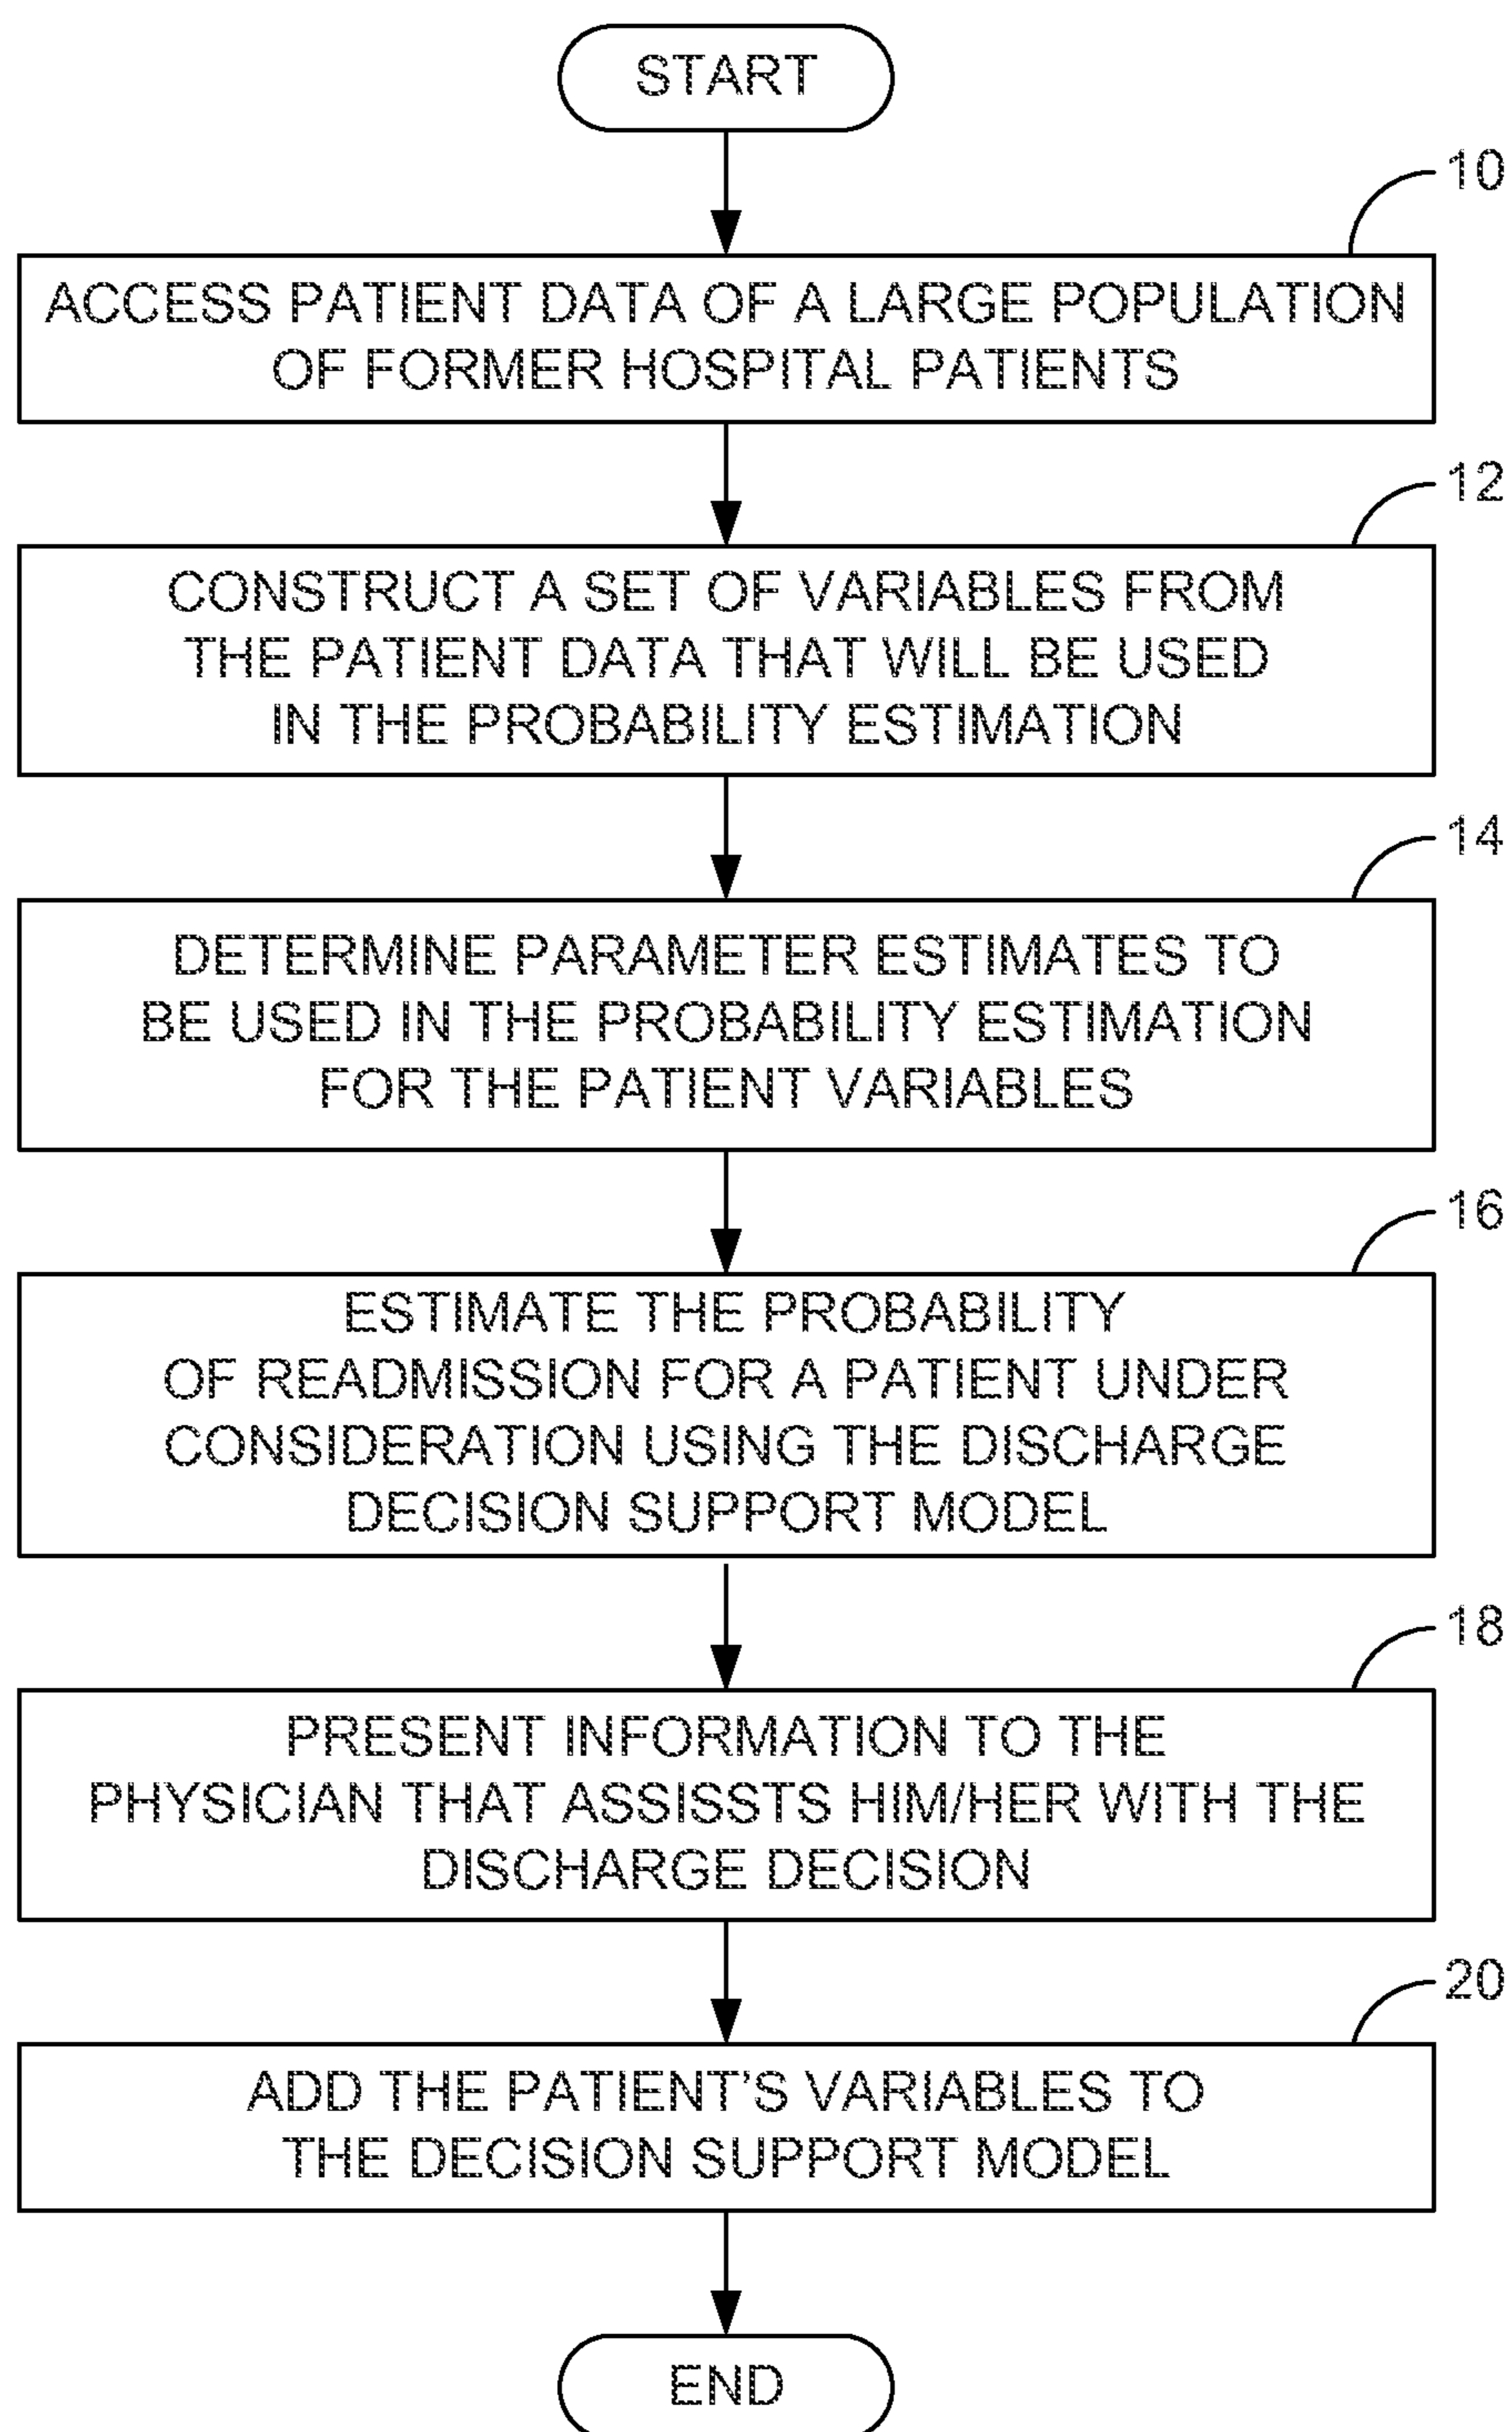 START
10
ACCESS PATIENT DATA OF A LARGE POPULATION
OF FORMER HOSPITAL PATIENTS
12
CONSTRUCT A SET OF VARIABLES FROM
THE PATIENT DATA THAT WILL BE USED
IN THE PROBABILITY ESTIMATION
14
DETERMINE PARAMETER ESTIMATES TO
BE USED IN THE PROBABILITY ESTIMATION
FOR THE PATIENT VARIABLES
16
ESTIMATE THE PROBABILITY
OF READMISSION FOR A PATIENT UNDER
CONSIDERATION USING THE DISCHARGE
DECISION SUPPORT MODEL
18
PRESENT INFORMATION TO THE
PHYSICIAN THAT ASSISSTS HIM/HER WITH THE
DISCHARGE DECISION
20
ADD THE PATIENT’S VARIABLES TO
THE DECISION SUPPORT MODEL
END